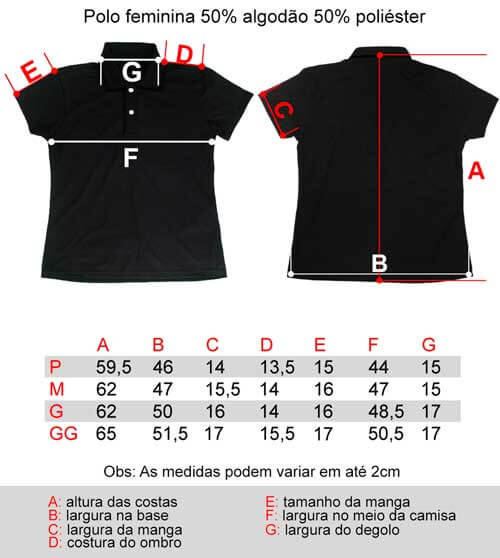 Polo feminina 50% algodão 50% poliéster
E
G
D
F
C
A
B
A B C D E F G
P 59,5 46 14 13,5 15 44 15
M 62 47 15,5 14 16 47 15
G 62 50 16 14 16 48,5 17
GG 65 51,5 17 15,5 17 50,5 17
Obs: As medidas podem variar em até 2cm
A: altura das costas
B: largura na base
C: largura da manga
D: costura do ombro
E: tamanho da manga
F: largura no meio da camisa
G: largura do degolo